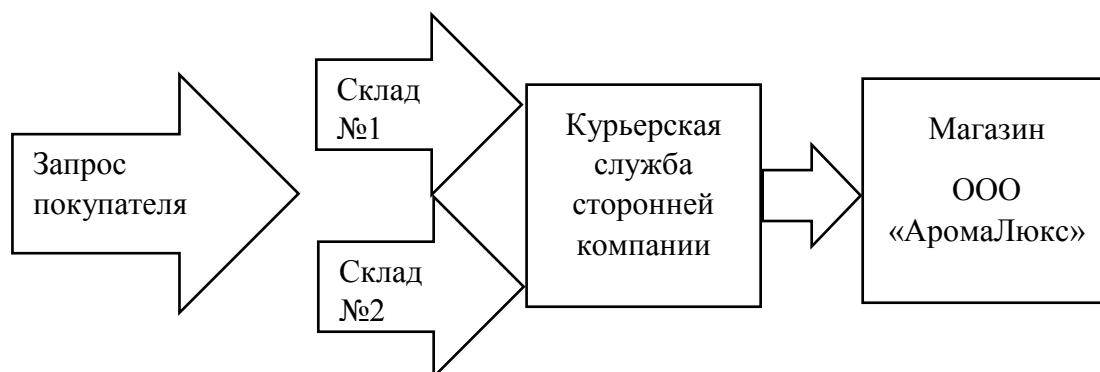 Запрос
покупателя
Склад
№1
Склад
№2
Курьерская
служба
сторонней
компании
Магазин
ООО
«АромаЛюкс»